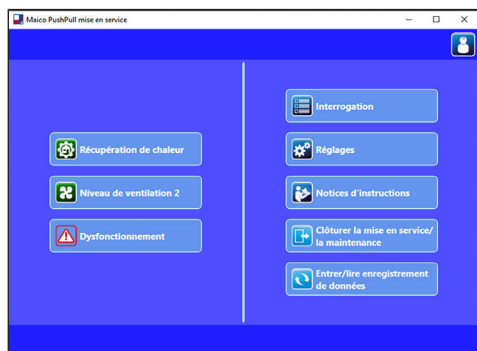 Maico PushPull mise en service
Récupération de chaleur
Niveau de ventilation 2
Dysfonctionnement
Interrogation
Réglages
Notices d'instructions
Clôturer la mise en service/
la maintenance
Entrer/lire enregistrement
de données